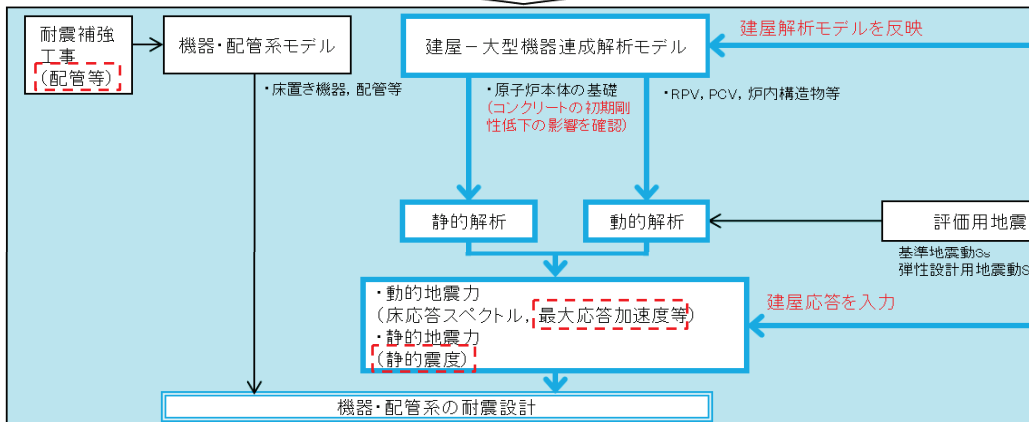 耐震補強
工事
(配管等)
機器・配管系モデル
・床置き機器, 配管等
建屋－大型機器連成解析モデル
建屋解析モデルを反映
・原子炉本体の基礎
(コンクリートの初期剛
性低下の影響を確認)
・RPV, PCV, 炉内構造物等
静的解析
動的解析
評価用地震
基準地震動Ss
弾性設計用地震動S
・動的地震力
(床応答スペクトル, 最大応答加速度等)
・静的地震力
(静的震度)
建屋応答を入力
機器・配管系の耐震設計